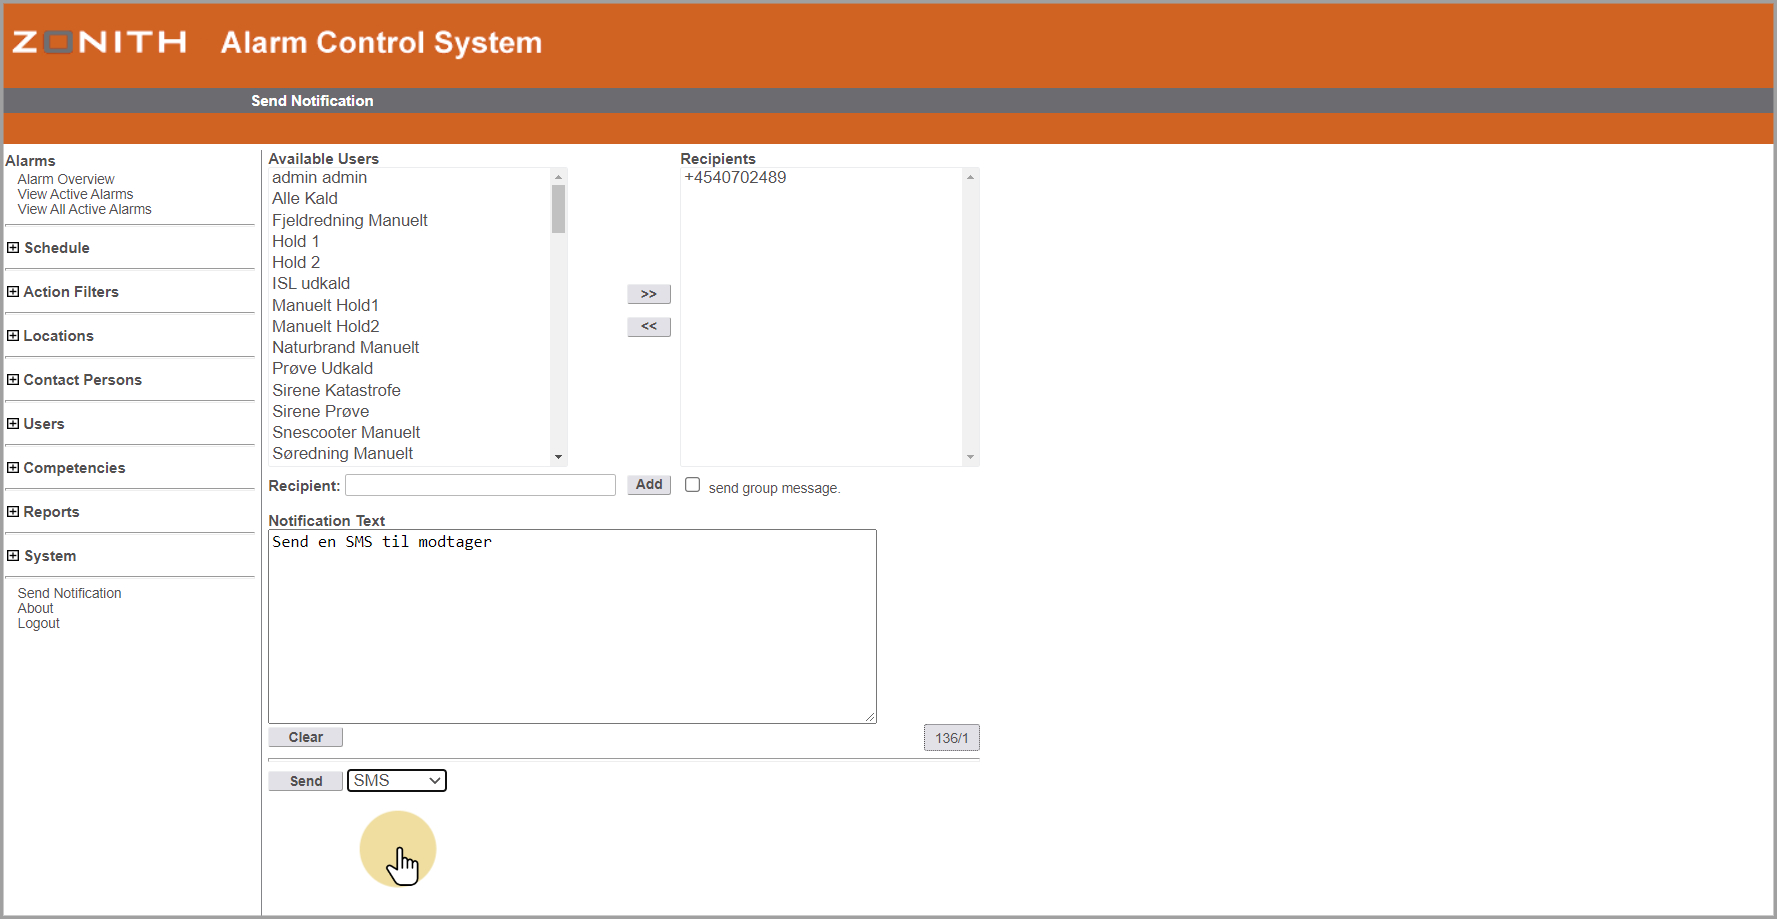 ZONITH Alarm Control System
Send Notification
Alarms
Alarm Overview
View Active Alarms
View All Active Alarms
Schedule
Action Filters
Locations
Contact Persons
Users
Competencies
Reports
System
Send Notification
About
Logout
Available Users
admin admin
Alle Kald
Fjeldredning Manuelt
Hold 1
Hold 2
ISL udkald
Manuelt Hold1
Manuelt Hold2
Naturbrand Manuelt
Prøve Udkald
Sirene Katastrofe
Sirene Prøve
Snescooter Manuelt
Søredning Manuelt
>>
<<
Recipients
+4540702489
Recipient:
Add
send group message.
Notification Text
Send en SMS til modtager
Clear
136/1
Send
SMS